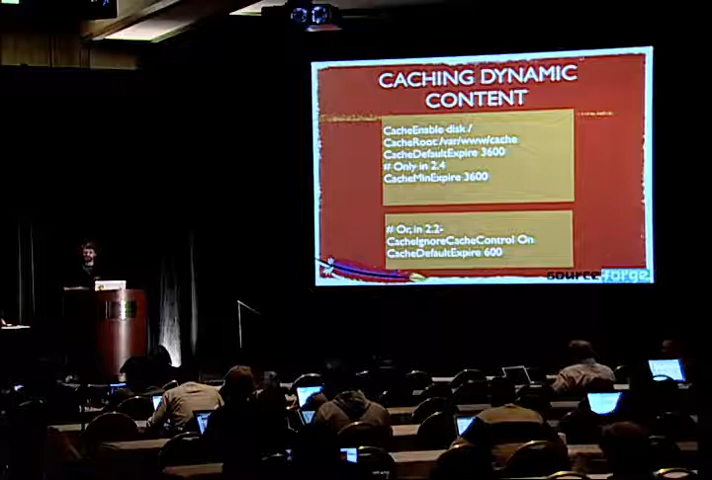 CACHING DYNAMIC
CONTENT
CacheEnable disk /
CacheRoot /var/www/cache
CacheDefaultExpire 3600
# Only in 2.4
CacheMinExpire 3600
# Or, in 2.2-
CacheIgnoreCacheControl On
CacheDefaultExpire 600
sourceforge